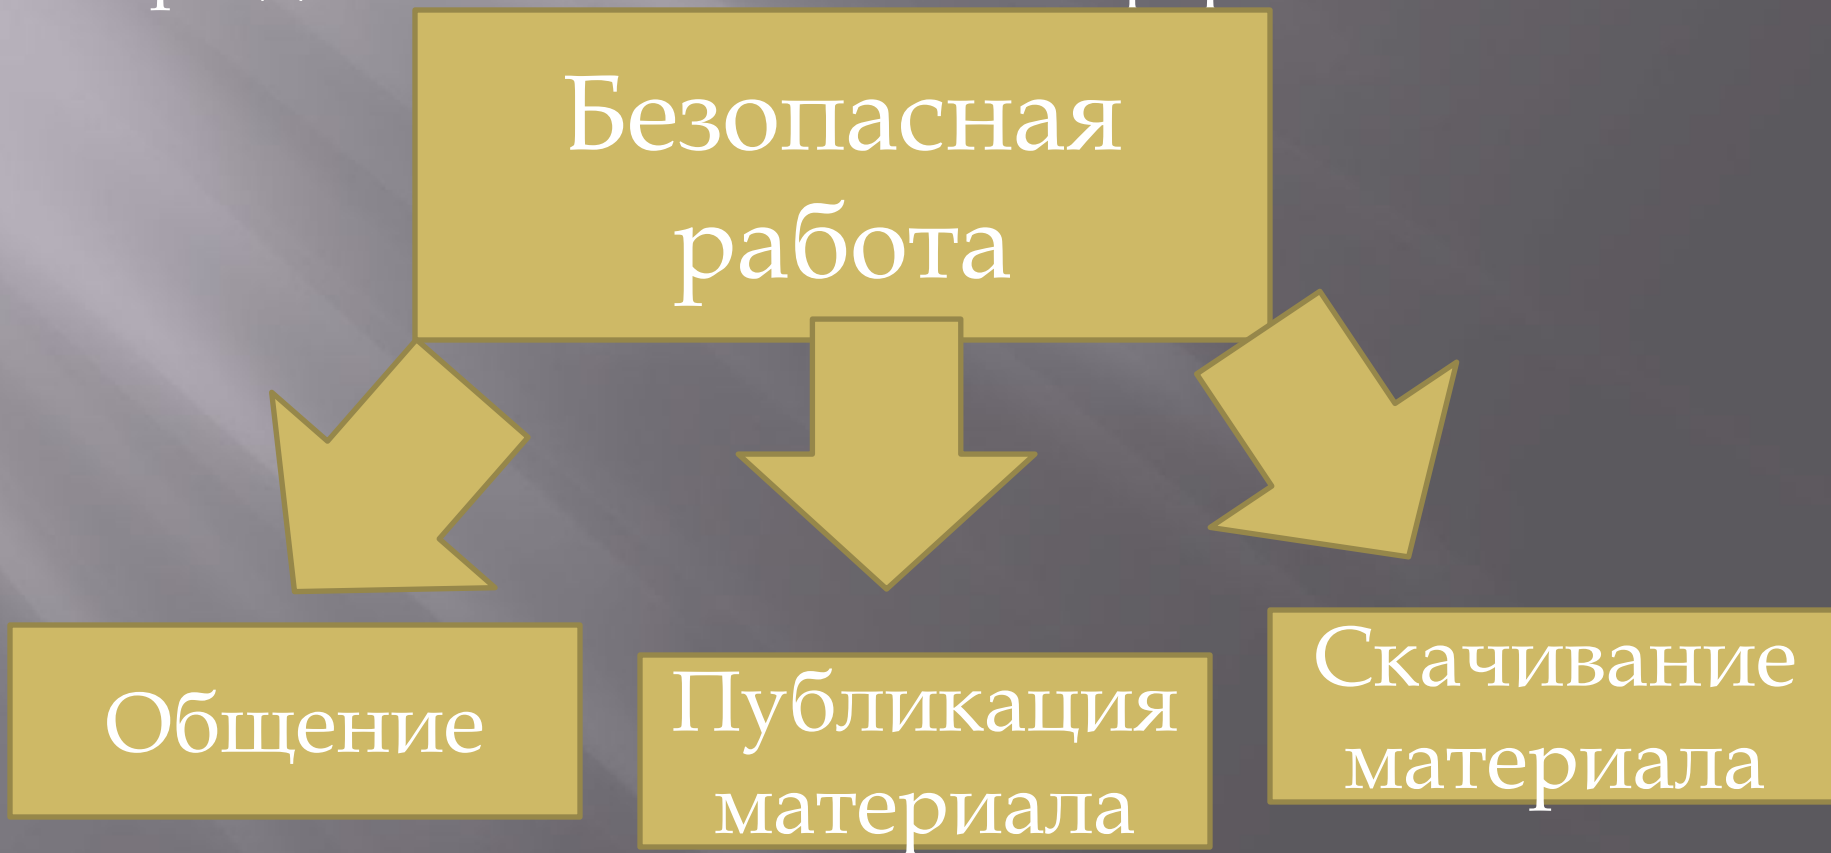 Безопасная
работа
Общение
Публикация
материала
Скачивание
материала